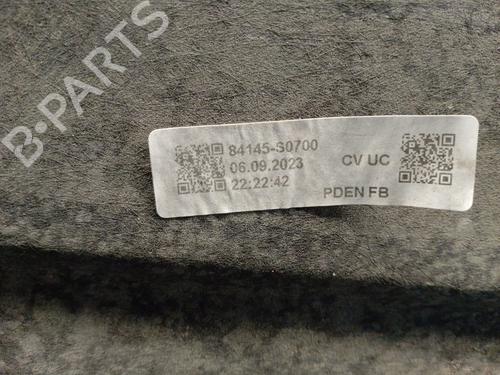 B-PARTS
84145-S0700
06.09.2023
22:22:42
CV UC
PDEN FB